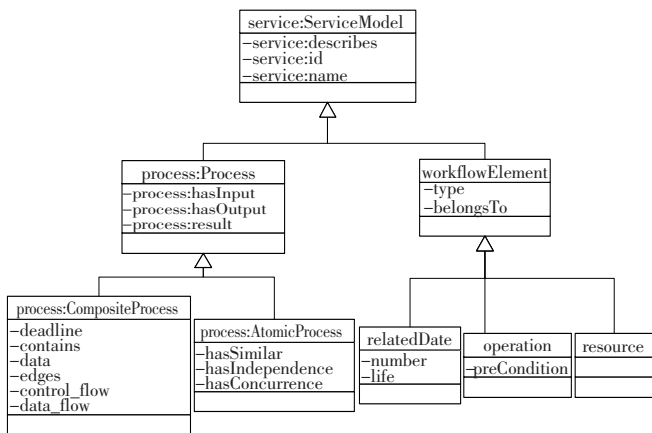 service:ServiceModel
–service:describes
–service:id
–service:name
process:Process
–process:hasInput
–process:hasOutput
–process:result
workflowElement
–type
–belongsTo
process:CompositeProcess
–deadline
–contains
–data
–edges
–control_flow
–data_flow
process:AtomicProcess
–hasSimilar
–hasIndependence
–hasConcurrence
relatedDate
–number
–life
operation
–preCondition
resource